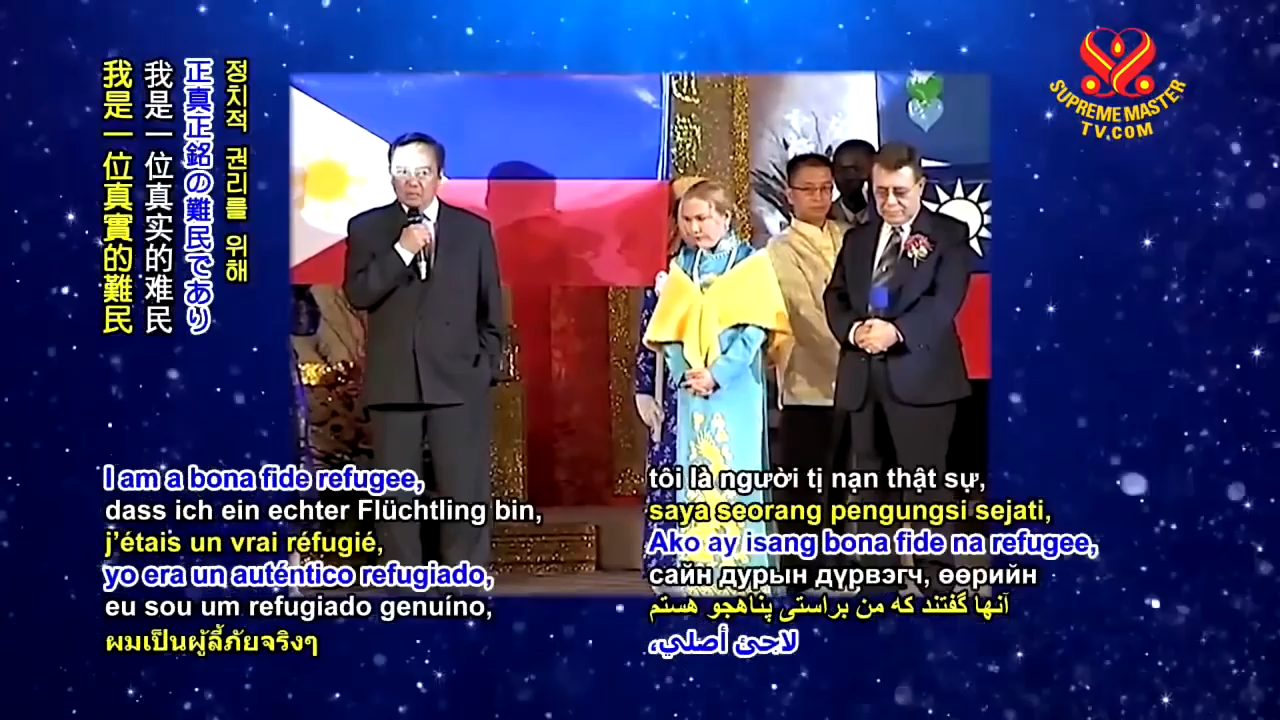 SUPREME MASTER
TV.COM
정치적 권리를 위해
正真正銘の難民であり
我是一位真实的难民
我是一位真實的難民
I am a bona fide refugee,
dass ich ein echter Flüchtling bin,
j'étais un vrai réfugié,
yo era un auténtico refugiado,
eu sou um refugiado genuíno,
ผมเป็นผู้ลี้ภัยจริงๆ
tôi là người tị nạn thật sự,
saya seorang pengungsi sejati,
Ako ay isang bona fide na refugee,
сайн дурын дүрвэгч, өөрийн
آنها گفتند که من براستی پناهجو هستم
لاجئ أصلي،